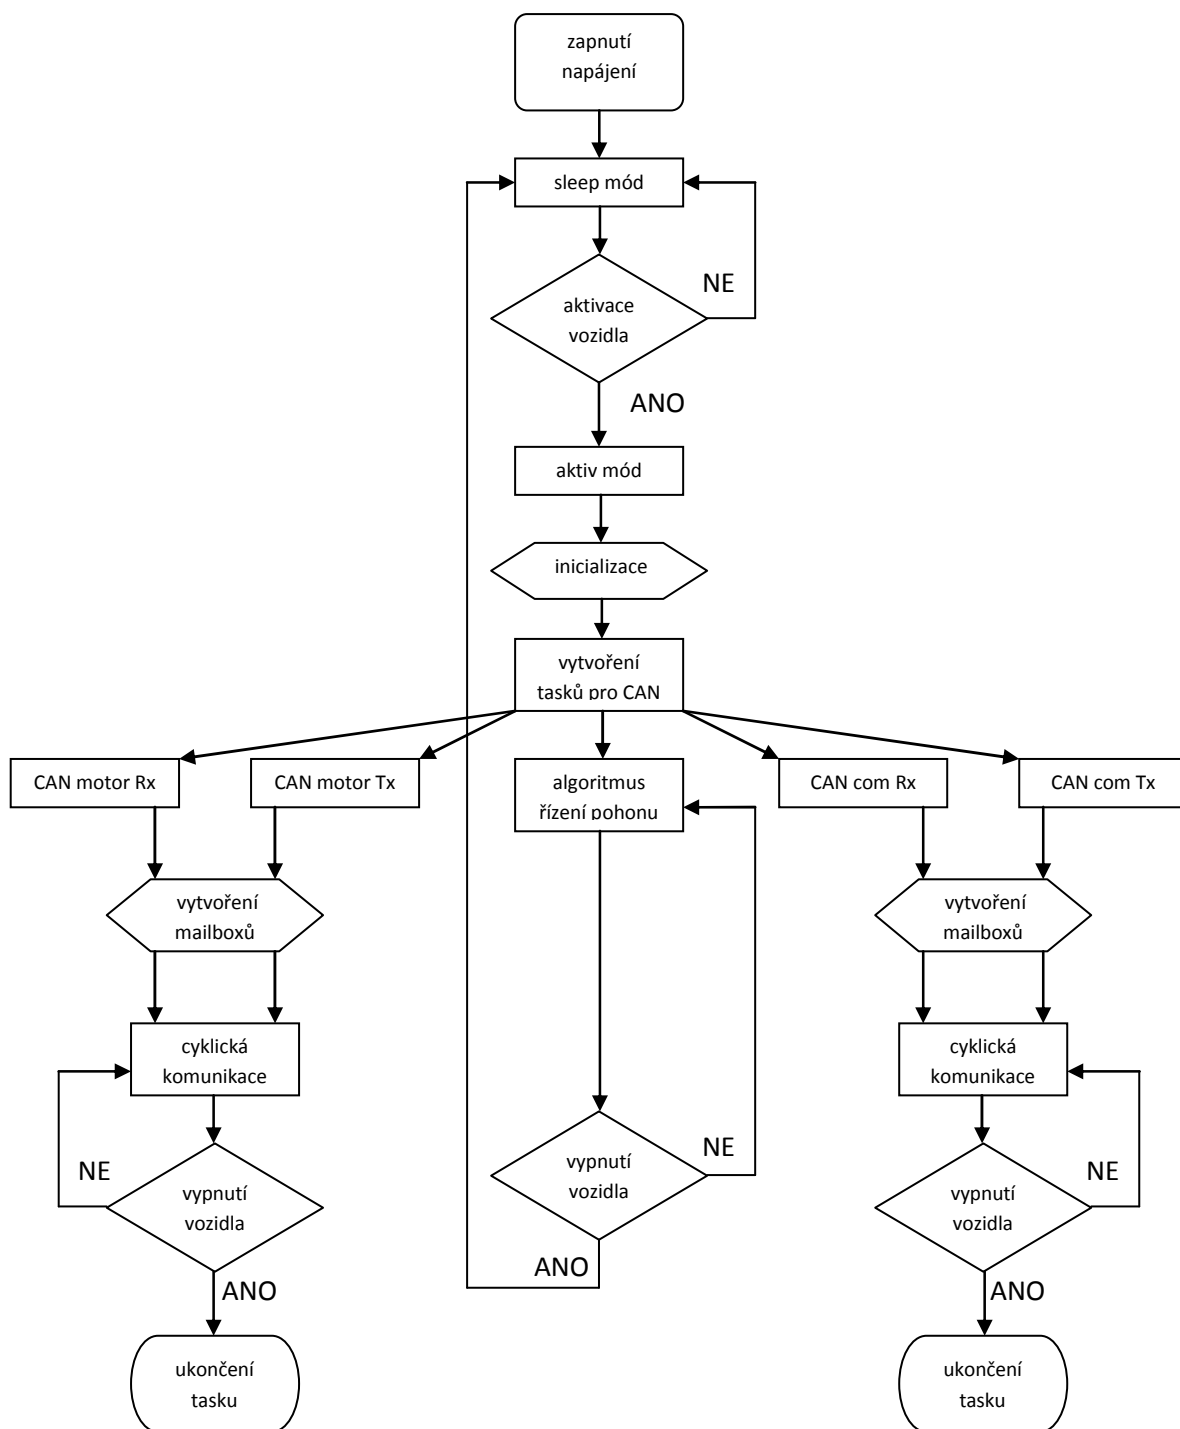 zapnutí
napájení
sleep mód
NE
aktivace
vozidla
ANO
aktiv mód
inicializace
vytvoření
tasků pro CAN
CAN motor Rx
CAN motor Tx
algoritmus
řízení pohonu
CAN com Rx
CAN com Tx
vytvoření
mailboxů
vytvoření
mailboxů
cyklická
komunikace
cyklická
komunikace
NE
vypnutí
vozidla
NE
vypnutí
vozidla
NE
vypnutí
vozidla
ANO
ANO
ANO
ukončení
tasku
ukončení
tasku